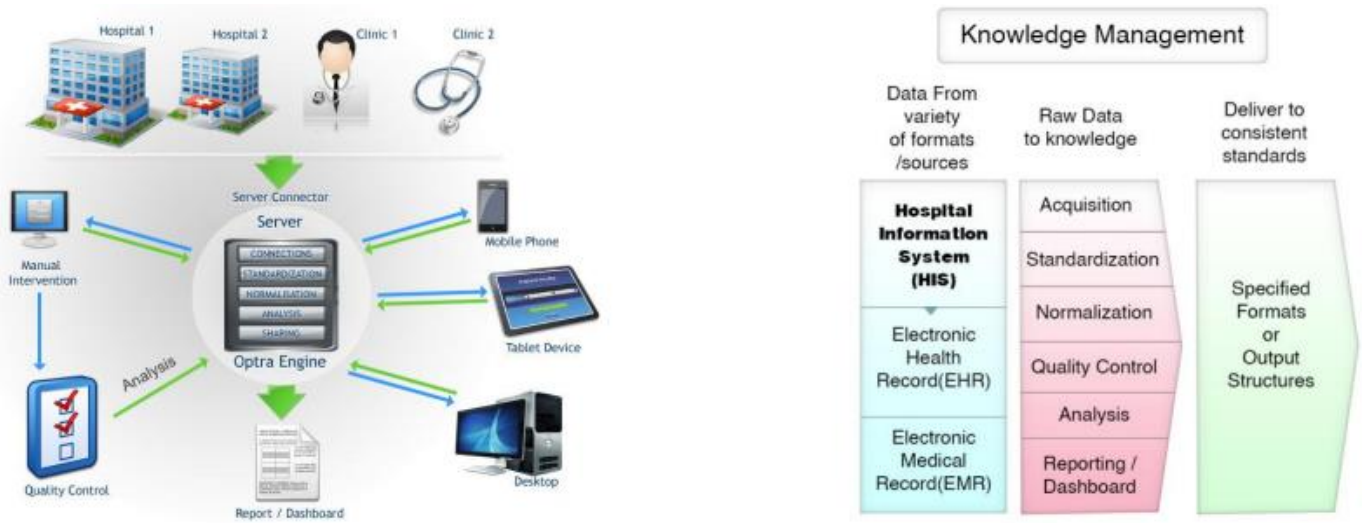 Hospital 1
Hospital 2
Clinic 1
Clinic 2
Server Connector
Server
CONNECTIONS
STANDARDIZATION
NORMALISATION
ANALYSIS
SHARING
Optra Engine
Manual
Intervention
Mobile Phone
Tablet Device
Analysis
Quality Control
Desktop
Report / Dashboard
Knowledge Management
Data From
variety
of formats
/sources
Raw Data
to knowledge
Deliver to
consistent
standards
Hospital
Information
System
(HIS)
Electronic
Health
Record(EHR)
Electronic
Medical
Record(EMR)
Acquisition
Standardization
Normalization
Quality Control
Analysis
Reporting /
Dashboard
Specified
Formats
or
Output
Structures